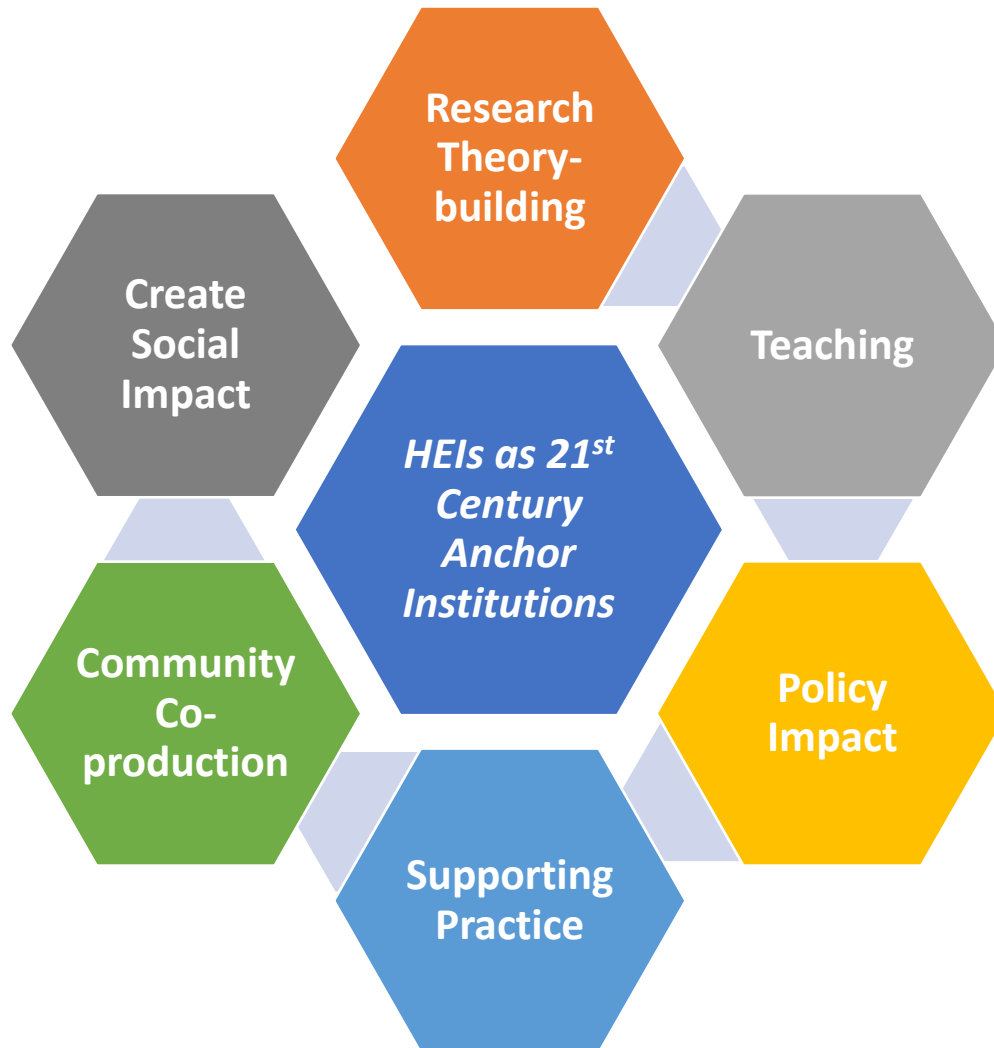 Research
Theory-
building
Create
Social
Impact
Teaching
HEIs as 21st
Century
Anchor
Institutions
Community
Co-
production
Policy
Impact
Supporting
Practice